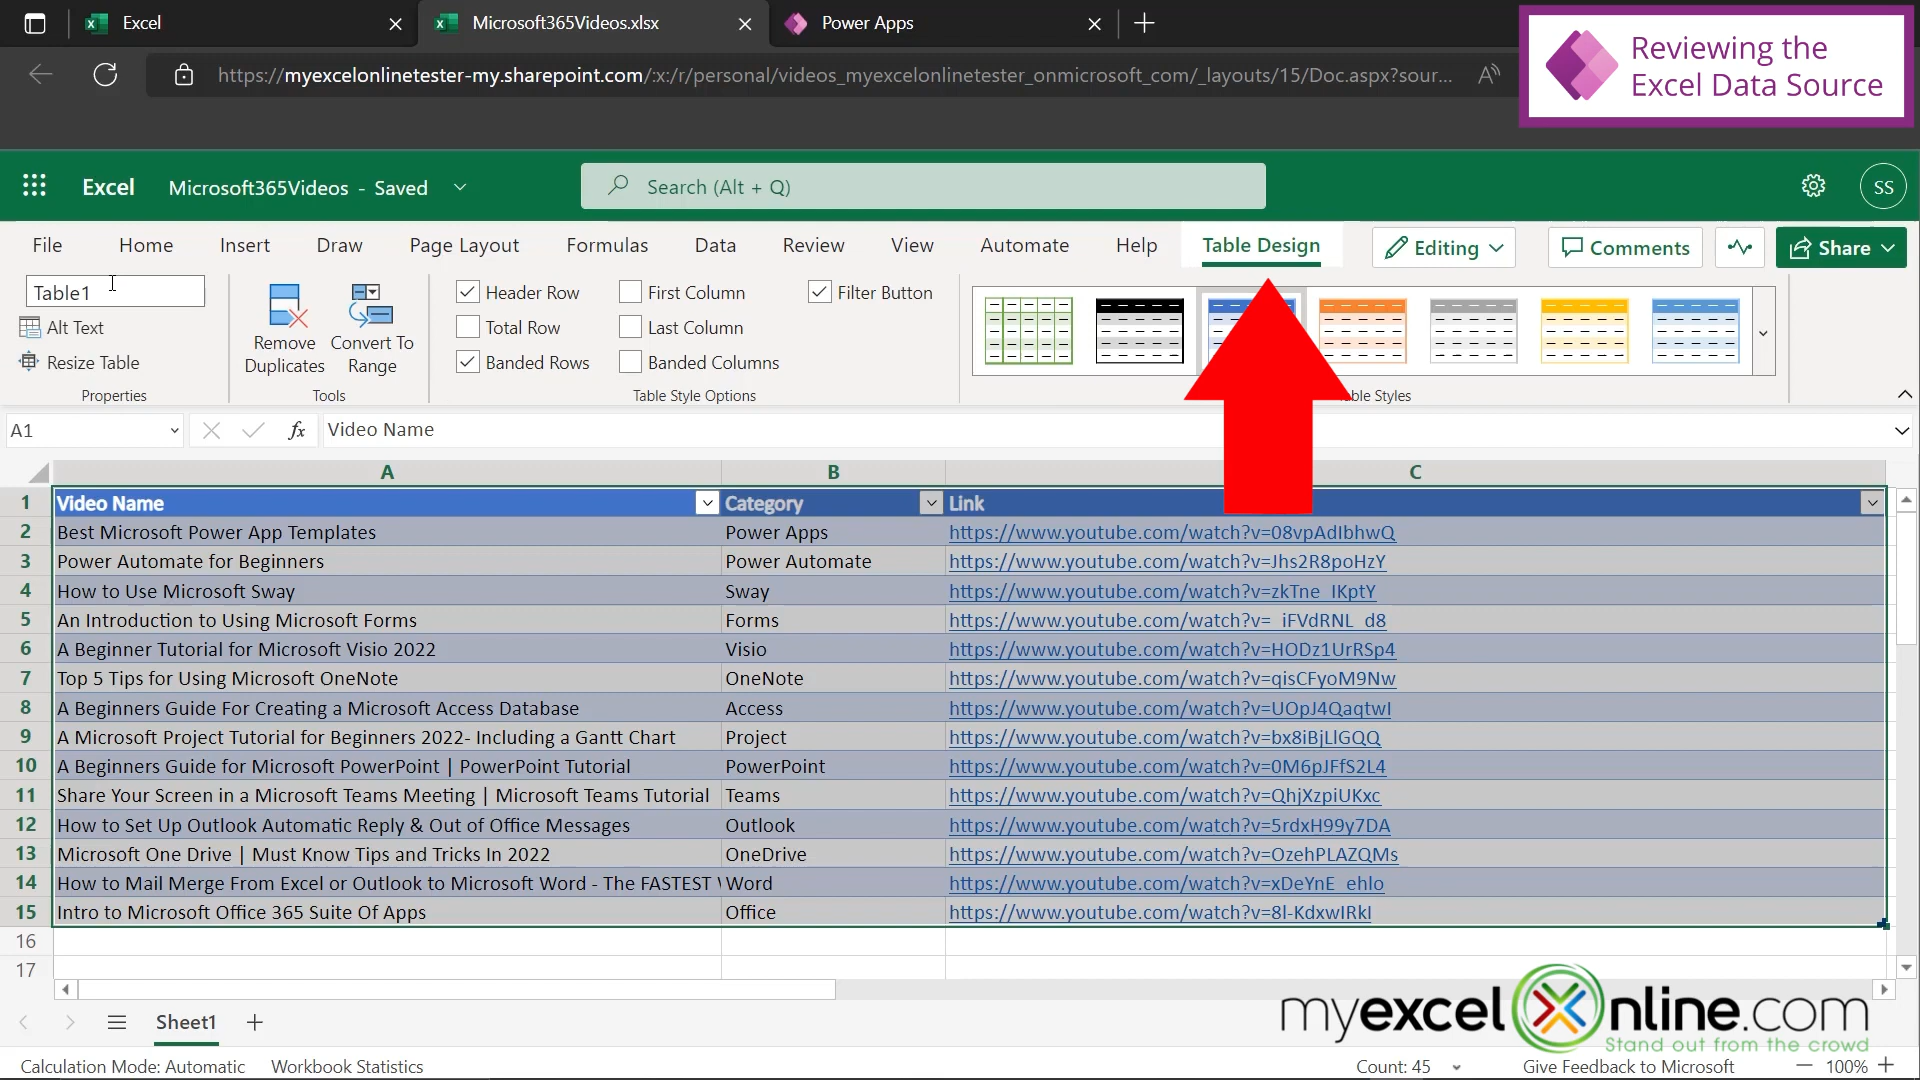 Excel
Microsoft365Videos.xlsx
Power Apps
https://myexcelonlinetester-my.sharepoint.com/:x:/r/personal/videos_myexcelonlinetester_onmicrosoft_com/_layouts/15/Doc.aspx?sour...
Reviewing the
Excel Data Source
Excel
Microsoft365Videos - Saved
Search (Alt + Q)
SS
File
Home
Insert
Draw
Page Layout
Formulas
Data
Review
View
Automate
Help
Table Design
Editing
Comments
Share
Table1
Alt Text
Resize Table
Properties
Remove
Duplicates
Convert To
Range
Tools
Header Row
First Column
Filter Button
Total Row
Last Column
Banded Rows
Banded Columns
Table Style Options
ble Styles
A1
fx
Video Name
A B C
1 Video Name Category Link
2 Best Microsoft Power App Templates Power Apps https://www.youtube.com/watch?v=08vpAdIbhwQ
3 Power Automate for Beginners Power Automate https://www.youtube.com/watch?v=Jhs2R8poHzY
4 How to Use Microsoft Sway Sway https://www.youtube.com/watch?v=zkTne_IKptY
5 An Introduction to Using Microsoft Forms Forms https://www.youtube.com/watch?v=_iFVdRNL_d8
6 A Beginner Tutorial for Microsoft Visio 2022 Visio https://www.youtube.com/watch?v=HODz1UrRSp4
7 Top 5 Tips for Using Microsoft OneNote OneNote https://www.youtube.com/watch?v=qisCFyoM9Nw
8 A Beginners Guide For Creating a Microsoft Access Database Access https://www.youtube.com/watch?v=UOpJ4QaqtwI
9 A Microsoft Project Tutorial for Beginners 2022- Including a Gantt Chart Project https://www.youtube.com/watch?v=bx8iBjLlGQQ
10 A Beginners Guide for Microsoft PowerPoint | PowerPoint Tutorial PowerPoint https://www.youtube.com/watch?v=0M6pJFfS2L4
11 Share Your Screen in a Microsoft Teams Meeting | Microsoft Teams Tutorial Teams https://www.youtube.com/watch?v=QhjXzpiUKxc
12 How to Set Up Outlook Automatic Reply & Out of Office Messages Outlook https://www.youtube.com/watch?v=5rdxH99y7DA
13 Microsoft One Drive | Must Know Tips and Tricks In 2022 OneDrive https://www.youtube.com/watch?v=OzehPLAZQMs
14 How to Mail Merge From Excel or Outlook to Microsoft Word - The FASTEST Word https://www.youtube.com/watch?v=xDeYnE_ehlo
15 Intro to Microsoft Office 365 Suite Of Apps Office https://www.youtube.com/watch?v=8l-KdxwIRkI
16
17
Sheet1
myexcelonline.com
Stand out from the crowd
Calculation Mode: Automatic
Workbook Statistics
Count: 45
Give Feedback to Microsoft
100%